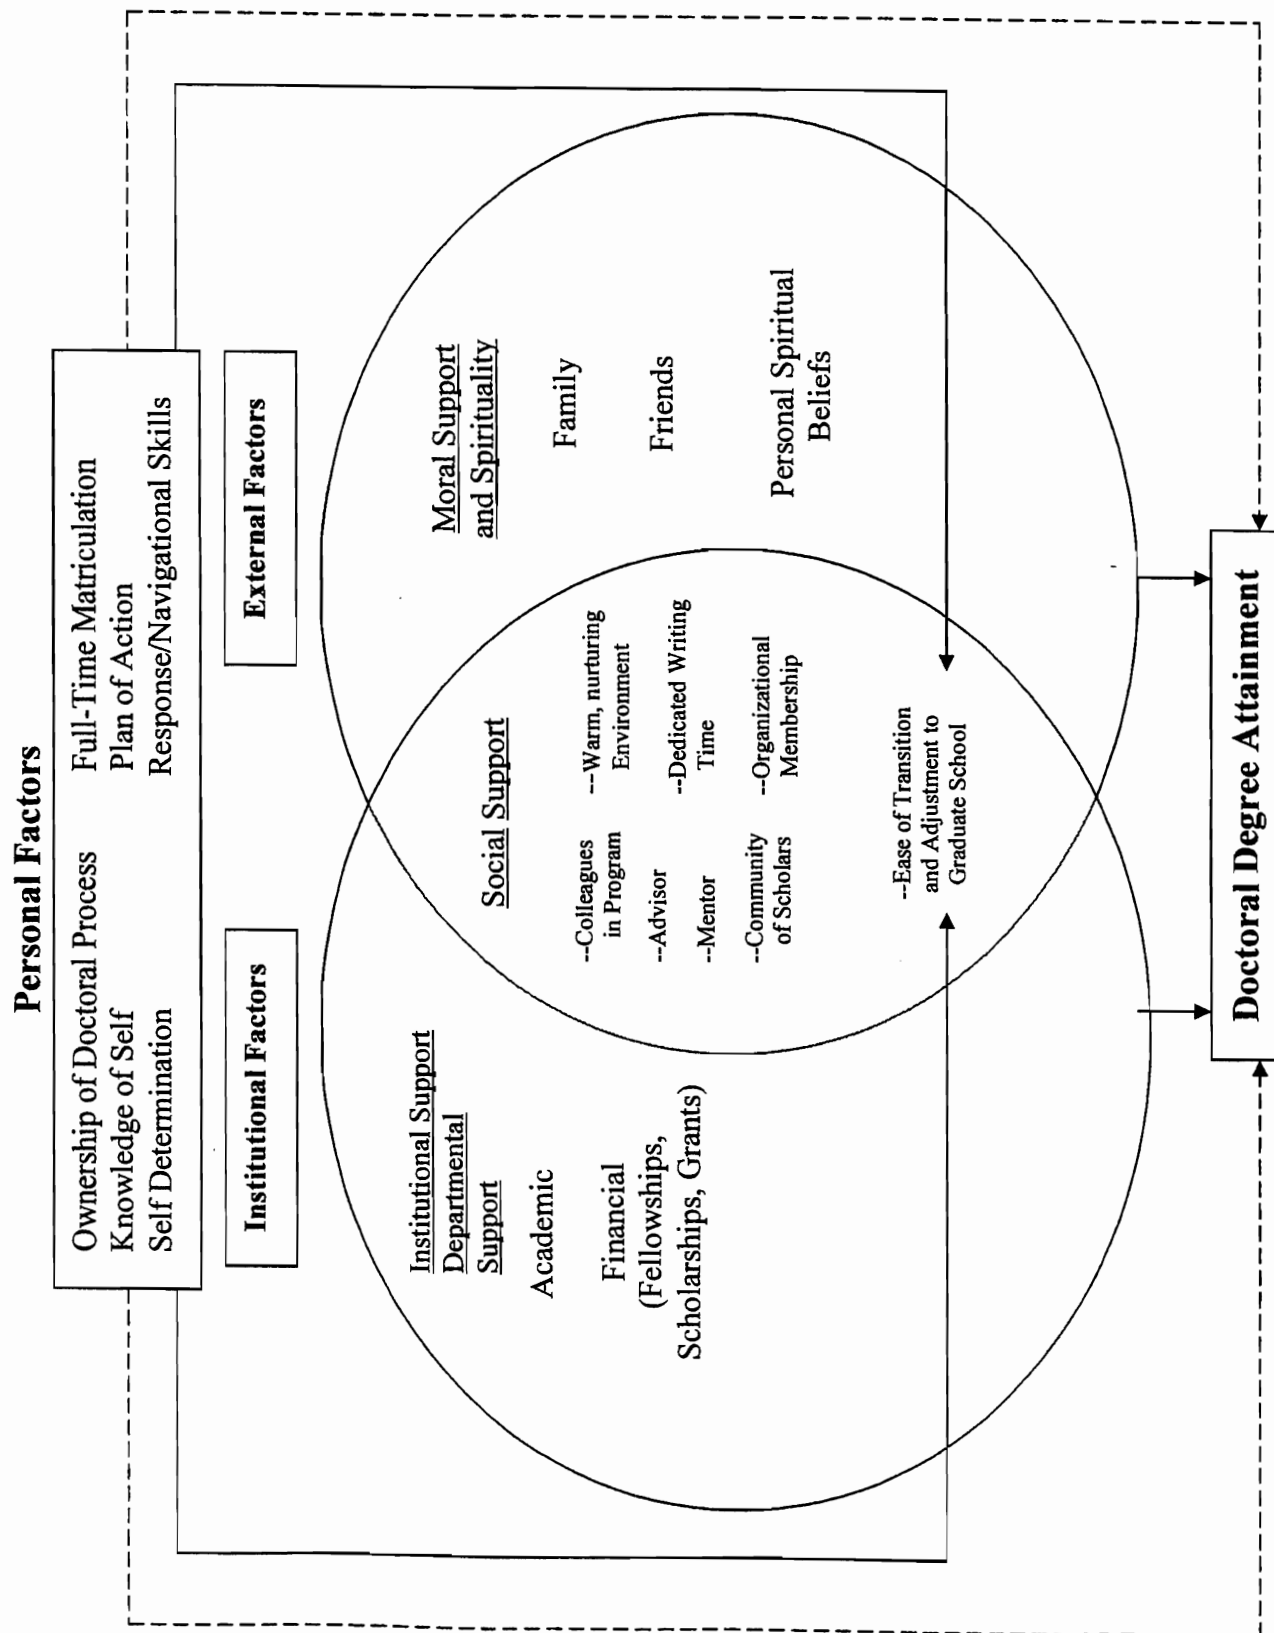 Personal Factors
Ownership of Doctoral Process
Knowledge of Self
Self Determination
Full-Time Matriculation
Plan of Action
Response/Navigational Skills
Institutional Factors
External Factors
Institutional Support
Departmental
Support
Academic
Financial
(Fellowships,
Scholarships, Grants)
Social Support
--Colleagues
in Program
--Advisor
--Mentor
--Community
of Scholars
--Warm, nurturing
Environment
--Dedicated Writing
Time
--Organizational
Membership
--Ease of Transition
and Adjustment to
Graduate School
Moral Support
and Spirituality
Family
Friends
Personal Spiritual
Beliefs
Doctoral Degree Attainment